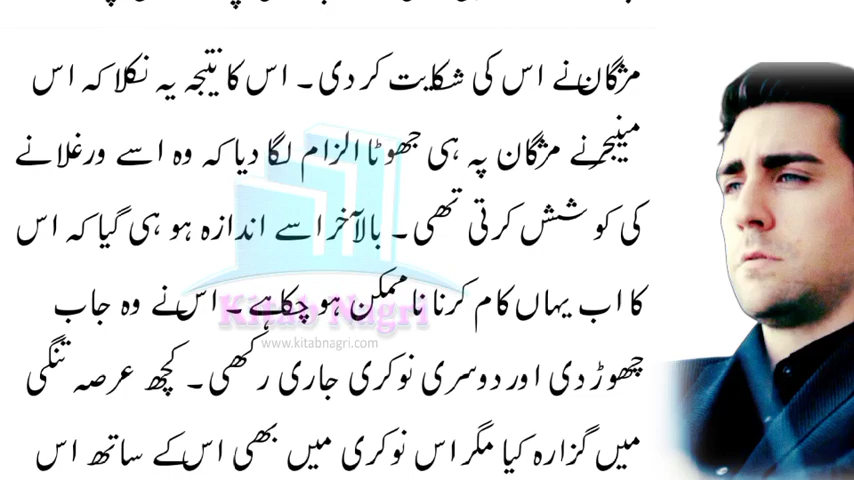 مژگان نے اس کی شکایت کر دی۔ اس کا نتیجہ یہ نکلا کہ اس
مینیجر نے مژگان پہ ہی جھوٹا الزام لگا دیا کہ وہ اسے ورغلانے
کی کوشش کرتی تھی۔ بالآخر اسے اندازہ ہو ہی گیا کہ اس
کا اب یہاں کام کرنا ناممکن ہو چکا ہے۔ اس نے وہ جاب
چھوڑ دی اور دوسری نوکری جاری رکھی۔ کچھ عرصہ تنگی
میں گزارہ کیا مگر اس نوکری میں بھی اس کے ساتھ اس
Kitab Nagri
www.kitabnagri.com